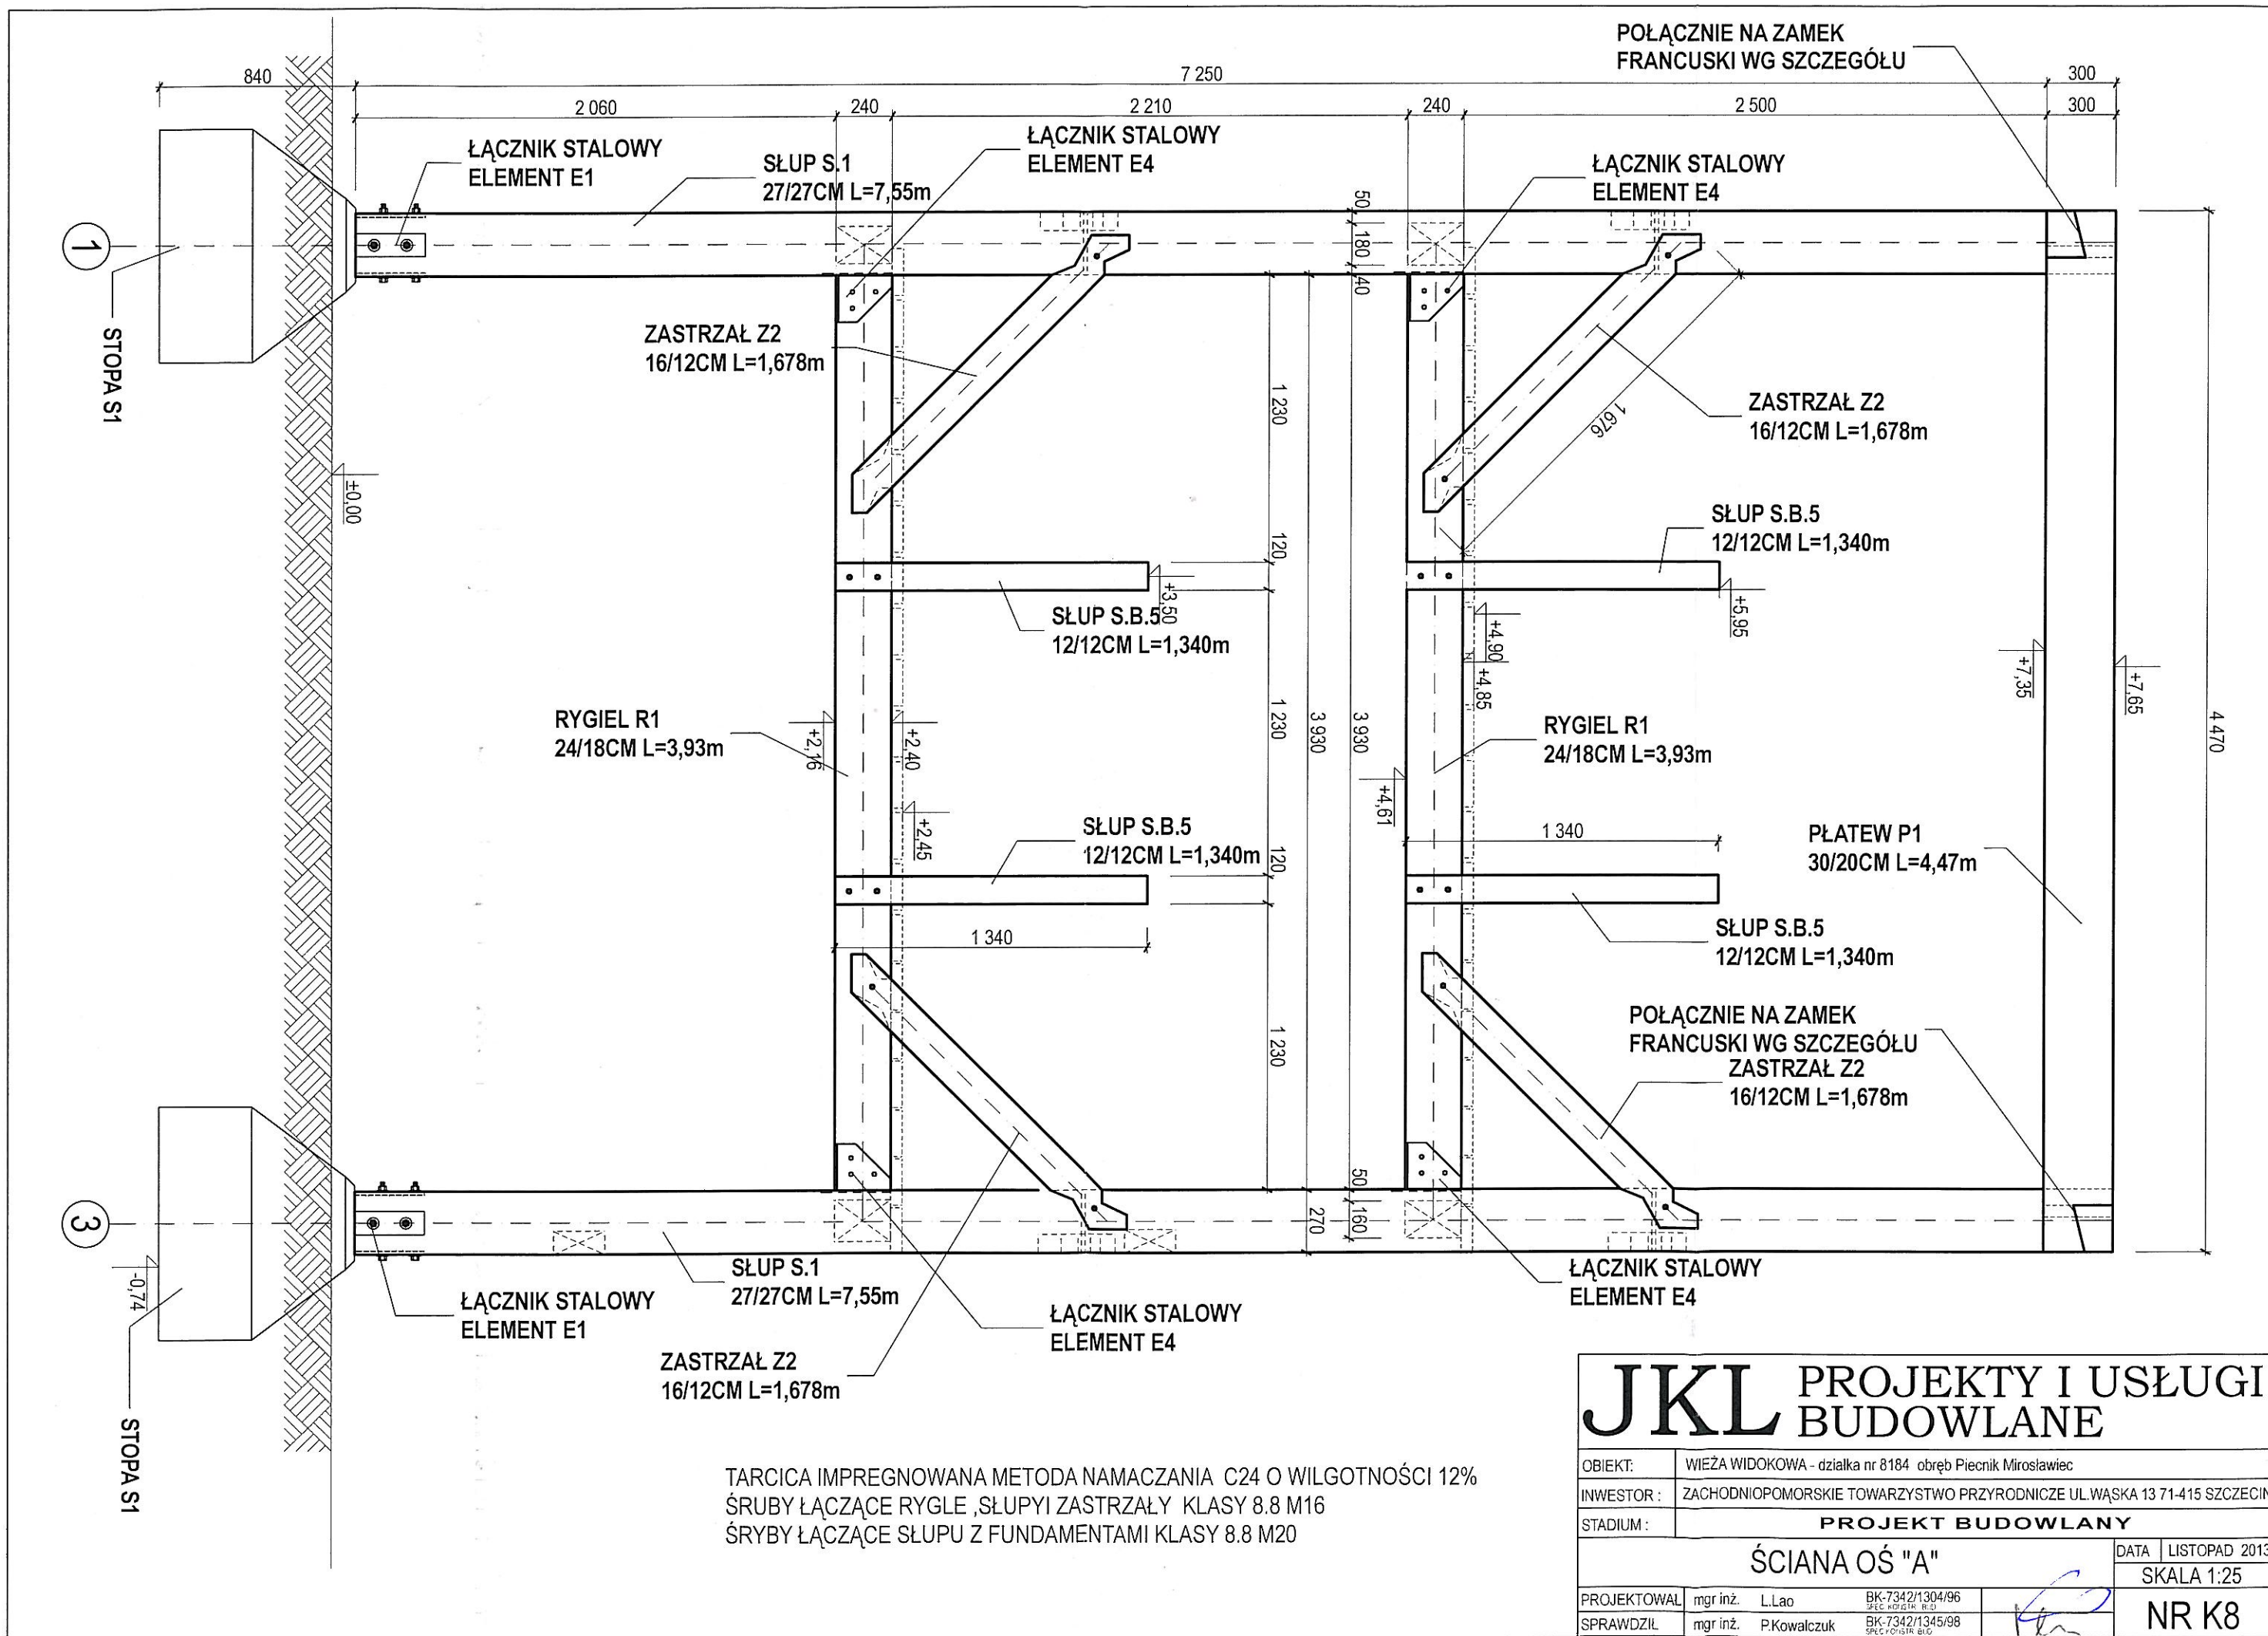 POŁĄCZNIE NA ZAMEK
FRANCUSKI WG SZCZEGÓŁU
840
7 250
300
2 060
240
2 210
240
2 500
300
ŁĄCZNIK STALOWY
ELEMENT E1
SŁUP S.1
27/27CM L=7,55m
ŁĄCZNIK STALOWY
ELEMENT E4
ŁĄCZNIK STALOWY
ELEMENT E4
50
180
40
1
STOPA S1
ZASTRZAŁ Z2
16/12CM L=1,678m
1 230
1 676
ZASTRZAŁ Z2
16/12CM L=1,678m
±0,00
120
+3,50
SŁUP S.B.5
12/12CM L=1,340m
SŁUP S.B.5
12/12CM L=1,340m
+5,95
+4,90
+4,85
+7,35
+7,65
RYGIEL R1
24/18CM L=3,93m
+2,16
+2,40
+2,45
1 230
3 930
3 930
RYGIEL R1
24/18CM L=3,93m
+4,61
4 470
SŁUP S.B.5
12/12CM L=1,340m
120
1 340
PŁATEW P1
30/20CM L=4,47m
1 340
SŁUP S.B.5
12/12CM L=1,340m
1 230
POŁĄCZNIE NA ZAMEK
FRANCUSKI WG SZCZEGÓŁU
ZASTRZAŁ Z2
16/12CM L=1,678m
50
160
270
3
-0,74
STOPA S1
ŁĄCZNIK STALOWY
ELEMENT E1
SŁUP S.1
27/27CM L=7,55m
ŁĄCZNIK STALOWY
ELEMENT E4
ŁĄCZNIK STALOWY
ELEMENT E4
ZASTRZAŁ Z2
16/12CM L=1,678m
TARCICA IMPREGNOWANA METODA NAMACZANIA C24 O WILGOTNOŚCI 12%
ŚRUBY ŁĄCZĄCE RYGLE ,SŁUPYI ZASTRZAŁY KLASY 8.8 M16
ŚRYBY ŁĄCZĄCE SŁUPU Z FUNDAMENTAMI KLASY 8.8 M20
JKL PROJEKTY I USŁUGI
BUDOWLANE
OBIEKT: WIEŻA WIDOKOWA - działka nr 8184 obręb Piecnik Mirosławiec
INWESTOR : ZACHODNIOPOMORSKIE TOWARZYSTWO PRZYRODNICZE UL.WĄSKA 13 71-415 SZCZECIN
STADIUM : PROJEKT BUDOWLANY
ŚCIANA OŚ "A"
DATA LISTOPAD 2013
SKALA 1:25
PROJEKTOWAŁ mgr inż. L.Lao BK-7342/1304/96
SPRAWDZIŁ mgr inż. P.Kowalczuk BK-7342/1345/98
NR K8